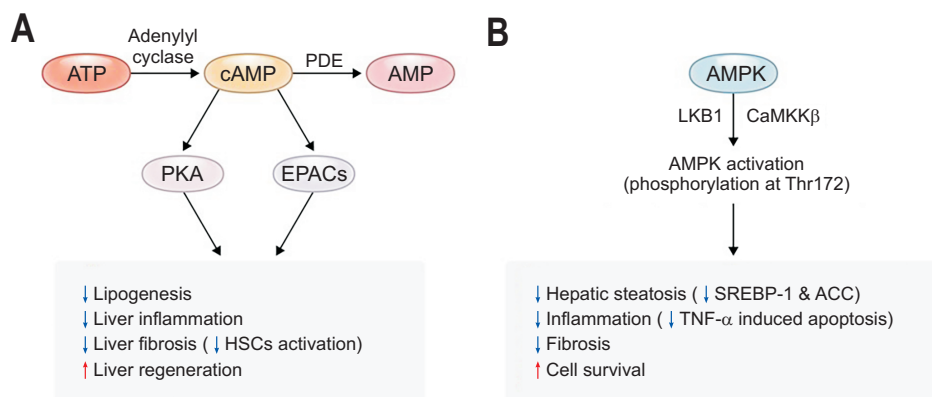 A
Adenylyl
cyclase
PDE
ATP
cAMP
AMP
PKA
EPACs
↓ Lipogenesis
↓ Liver inflammation
↓ Liver fibrosis ( ↓ HSCs activation)
↑ Liver regeneration
B
AMPK
LKB1 CaMKKβ
AMPK activation
(phosphorylation at Thr172)
↓ Hepatic steatosis ( ↓ SREBP-1 & ACC)
↓ Inflammation ( ↓ TNF-α induced apoptosis)
↓ Fibrosis
↑ Cell survival